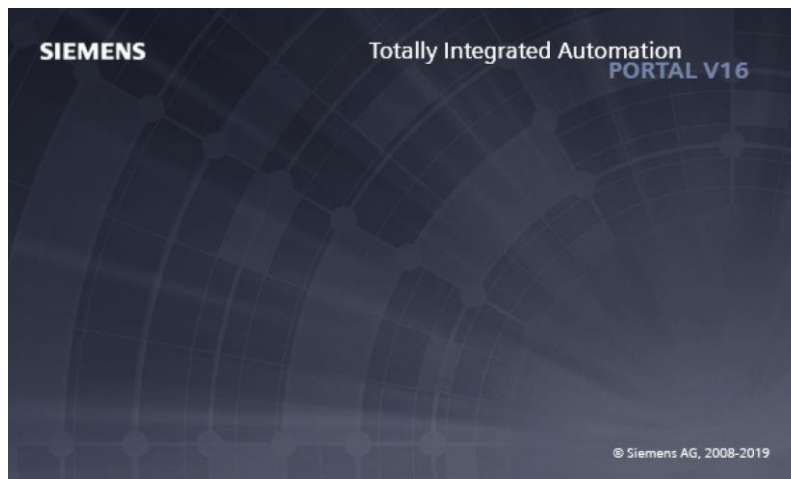 SIEMENS
Totally Integrated Automation
PORTAL V16
© Siemens AG, 2008-2019